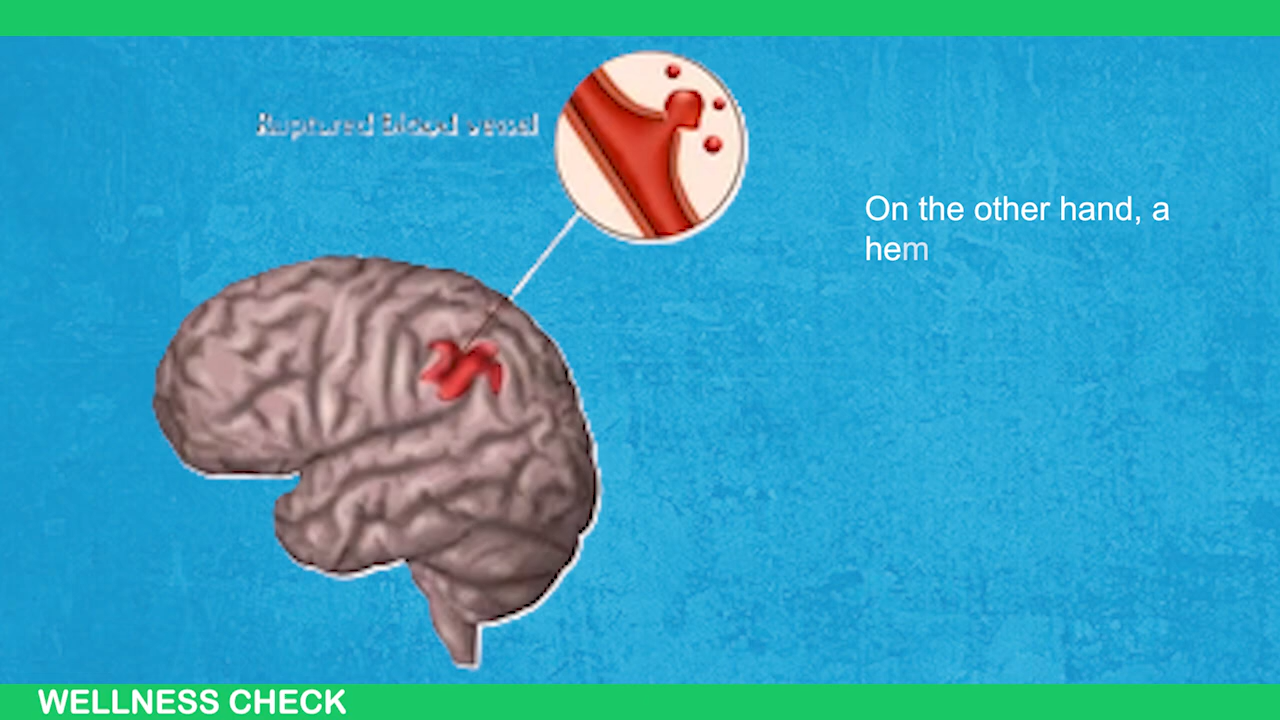 Ruptured Blood vessel
On the other hand, a
hem
WELLNESS CHECK